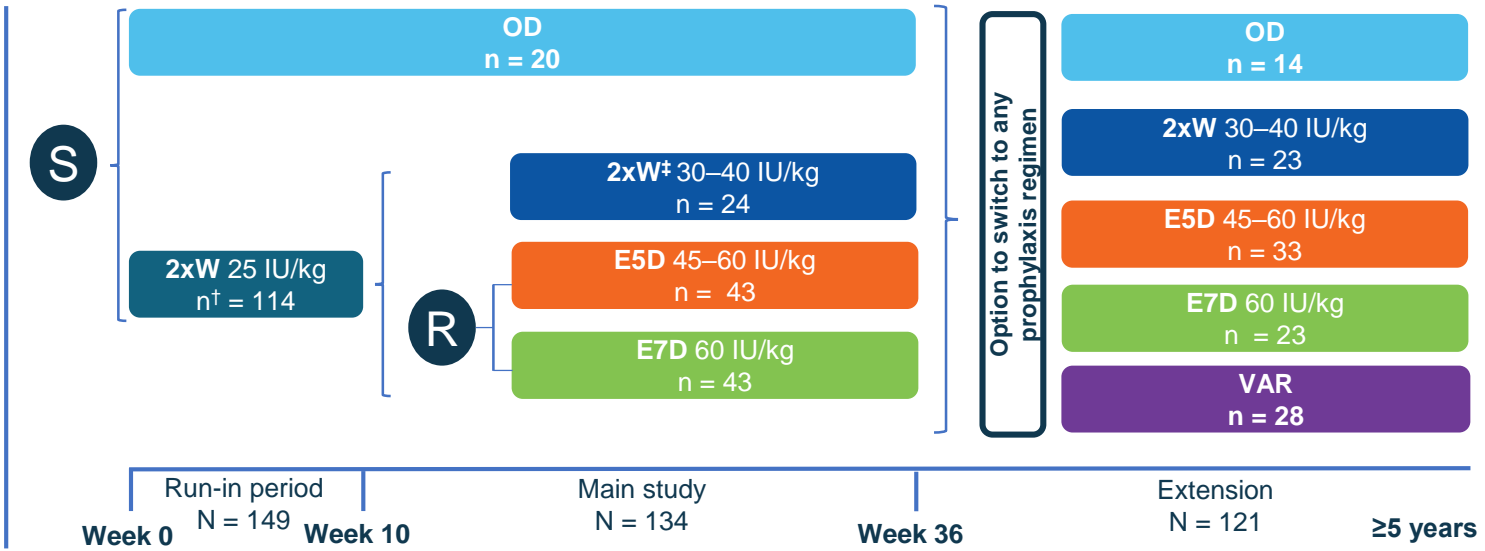 S
OD
n = 20
2xW 25 IU/kg
n† = 114
R
2xW‡ 30–40 IU/kg
n = 24
E5D 45–60 IU/kg
n = 43
E7D 60 IU/kg
n = 43
Option to switch to any
prophylaxis regimen
OD
n = 14
2xW 30–40 IU/kg
n = 23
E5D 45–60 IU/kg
n = 33
E7D 60 IU/kg
n = 23
VAR
n = 28
Run-in period
N = 149
Main study
N = 134
Extension
N = 121
Week 0
Week 10
Week 36
≥5 years